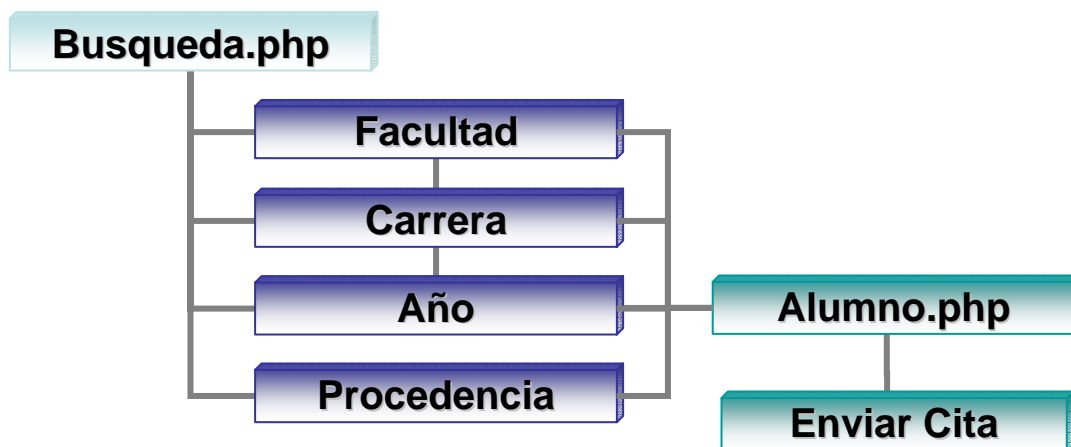 Busqueda.php
Facultad
Carrera
Año
Procedencia
Alumno.php
Enviar Cita